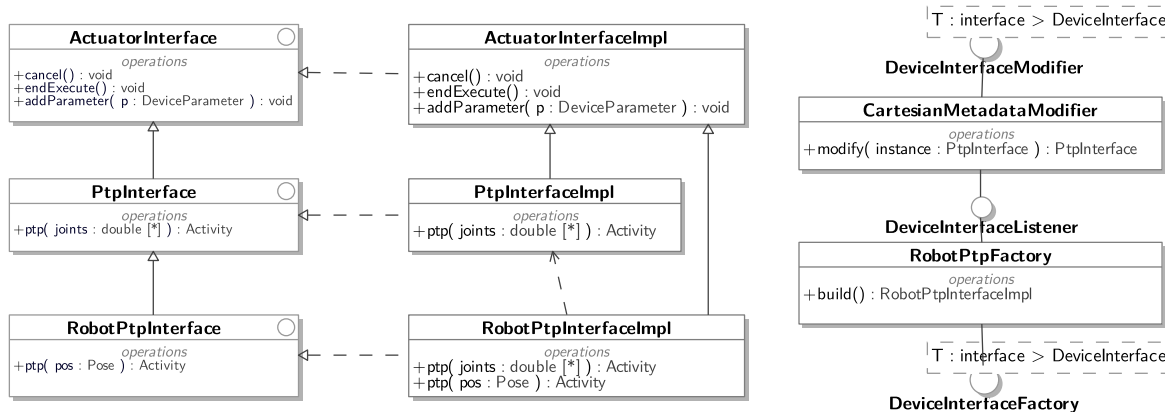 ActuatorInterface
operations
+cancel() : void
+endExecute() : void
+addParameter( p : DeviceParameter ) : void
PtpInterface
operations
+ptp( joints : double [*] ) : Activity
RobotPtpInterface
operations
+ptp( pos : Pose ) : Activity
ActuatorInterfaceImpl
operations
+cancel() : void
+endExecute() : void
+addParameter( p : DeviceParameter ) : void
PtpInterfaceImpl
operations
+ptp( joints : double [*] ) : Activity
RobotPtpInterfaceImpl
operations
+ptp( joints : double [*] ) : Activity
+ptp( pos : Pose ) : Activity
T : interface > DeviceInterface
DeviceInterfaceModifier
CartesianMetadataModifier
operations
+modify( instance : PtpInterface ) : PtpInterface
DeviceInterfaceListener
RobotPtpFactory
operations
+build() : RobotPtpInterfaceImpl
T : interface > DeviceInterface
DeviceInterfaceFactory